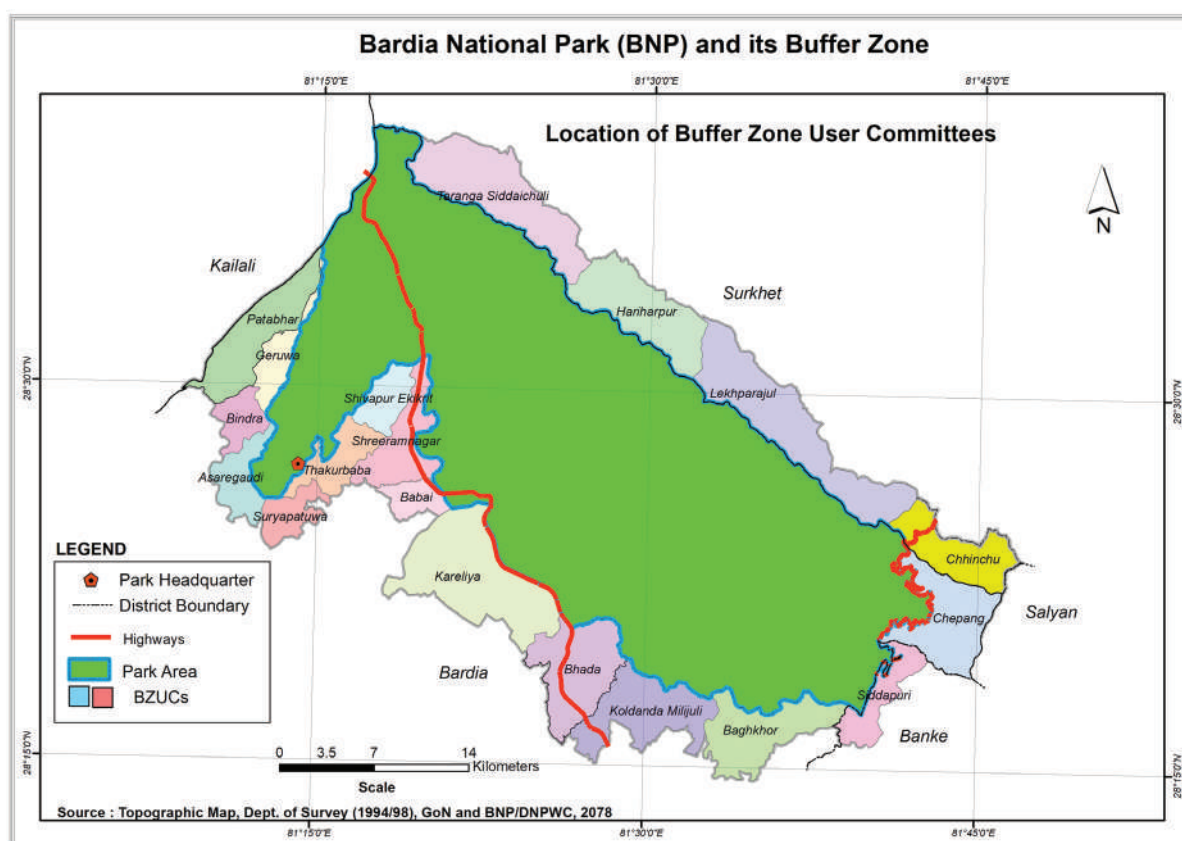 Bardia National Park (BNP) and its Buffer Zone
81°15'0"E
81°30'0"E
81°45'0"E
Location of Buffer Zone User Committees
N
Taranga Siddaichuli
Kailali
Surkhet
Hariharpur
Patabhar
Geruwa
28°30'0"N
28°30'0"N
Lekhparajul
Shivapur Ekikrit
Bindra
Shreeramnagar
Asaregaudi
Thakurbaba
Babai
Suryapatuwa
Chhinchu
Kareliya
Chepang
Salyan
Bardia
Bhada
Siddapuri
Koldanda Milijuli
Baghkhor
Banke
LEGEND
Park Headquarter
District Boundary
Highways
Park Area
BZUCs
28°15'0"N
28°15'0"N
0 3.5 7 14
Kilometers
Scale
Source : Topographic Map, Dept. of Survey (1994/98), GoN and BNP/DNPWC, 2078
81°15'0"E
81°30'0"E
81°45'0"E